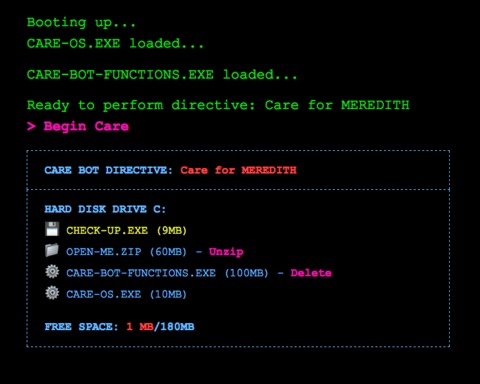 Booting up...
CARE-OS.EXE loaded...
CARE-BOT-FUNCTIONS.EXE loaded...
Ready to perform directive: Care for MEREDITH
> Begin Care
CARE BOT DIRECTIVE: Care for MEREDITH
HARD DISK DRIVE C:
CHECK-UP.EXE (9MB)
OPEN-ME.ZIP (60MB) - Unzip
CARE-BOT-FUNCTIONS.EXE (100MB) - Delete
CARE-OS.EXE (10MB)
FREE SPACE: 1 MB/180MB